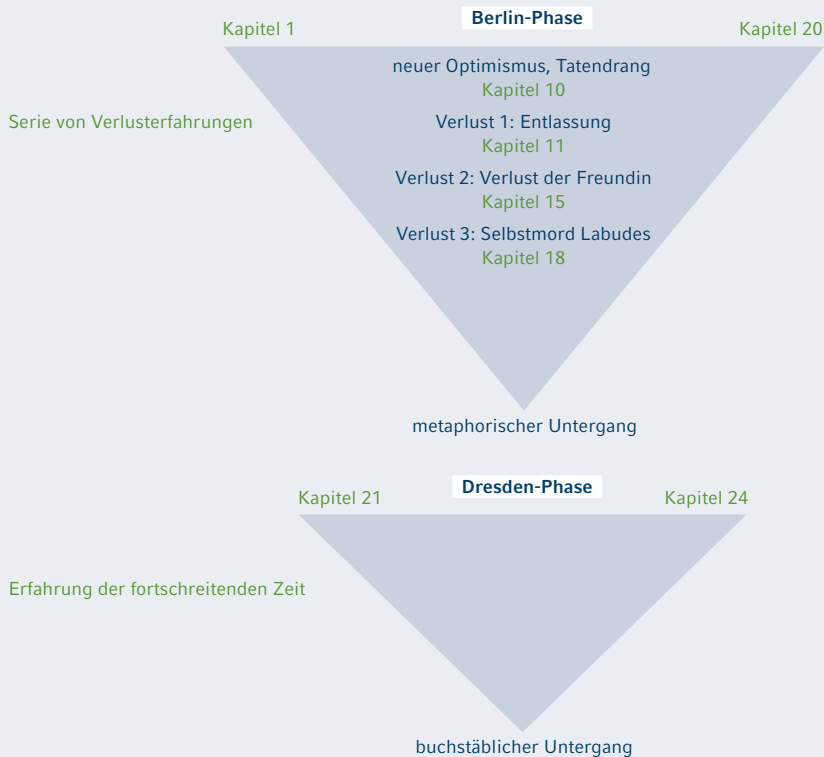 Berlin-Phase
Kapitel 1
Kapitel 20
neuer Optimismus, Tatendrang
Kapitel 10
Serie von Verlusterfahrungen
Verlust 1: Entlassung
Kapitel 11
Verlust 2: Verlust der Freundin
Kapitel 15
Verlust 3: Selbstmord Labudes
Kapitel 18
metaphorischer Untergang
Dresden-Phase
Kapitel 21
Kapitel 24
Erfahrung der fortschreitenden Zeit
buchstäblicher Untergang